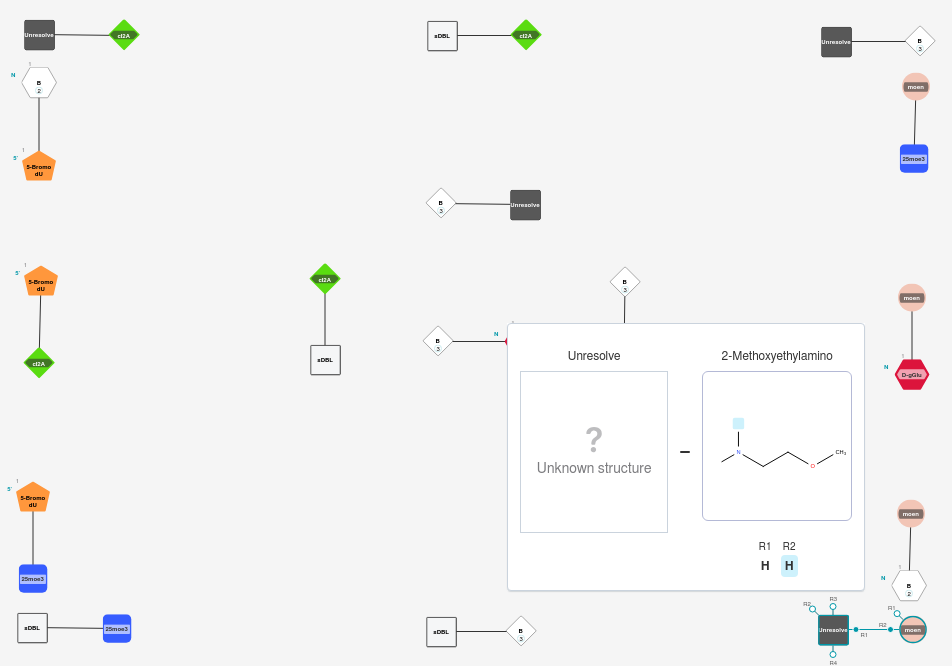 Unresolve
cl2A
sDBL
cl2A
Unresolve
B
3
1
N
B
2
moen
1
5'
5-Bromo
dU
25moe3
B
3
Unresolve
1
5'
5-Bromo
dU
cl2A
B
3
moen
cl2A
sDBL
B
3
N
Unresolve
2-Methoxyethylamino
1
N
D-gGlu
?
Unknown structure
–
N
O
CH₃
1
5'
5-Bromo
dU
moen
R1 R2
H H
25moe3
1
N
B
2
sDBL
25moe3
sDBL
B
3
R2
R3
R1
Unresolve
R1
R2
moen
R4